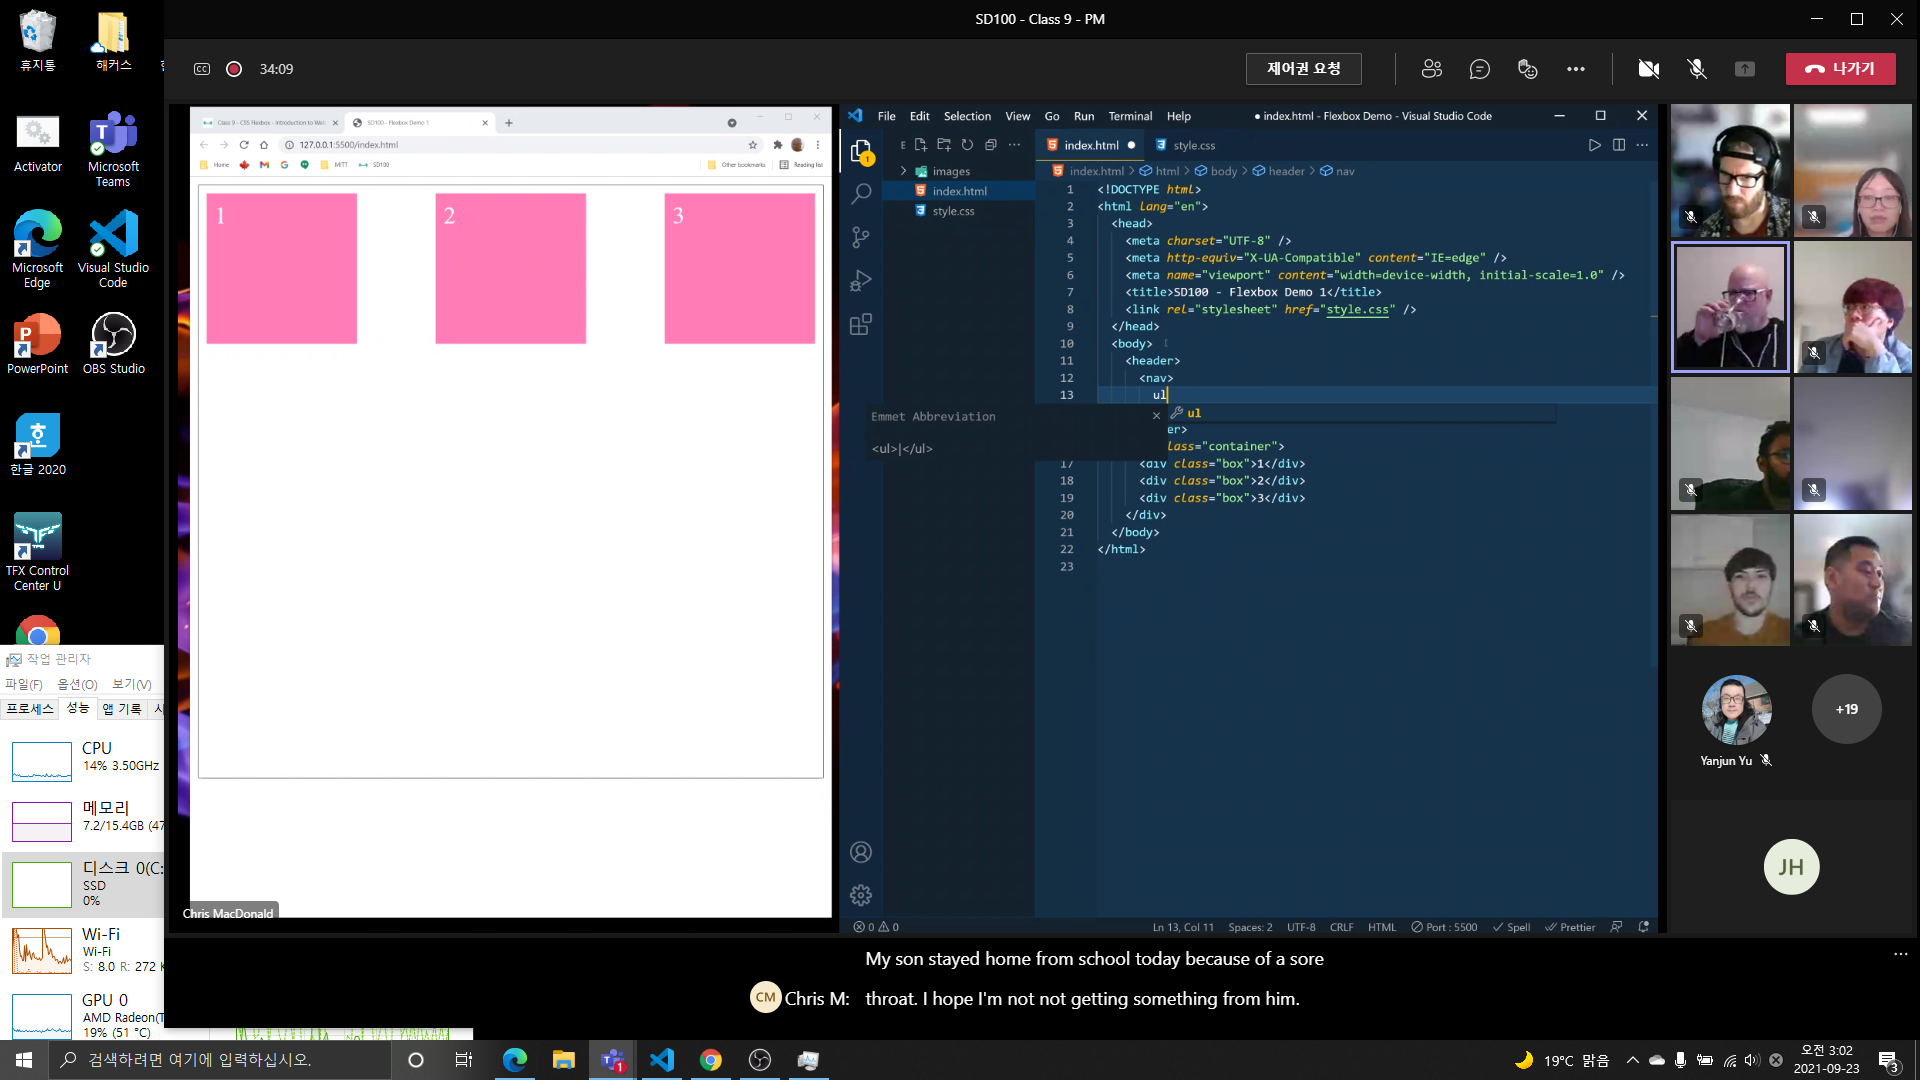 SD100 - Class 9 - PM
휴지통
해커스
Activator
Microsoft
Teams
Microsoft
Edge
Visual Studio
Code
PowerPoint
OBS Studio
한글 2020
TFX Control
Center U
CC
34:09
제어권 요청
나가기
Class 9 - CSS Flexbox - Introduction to Web
SD100 - Flexbox Demo 1
127.0.0.1:5500/index.html
Home
MITT
SD100
Other bookmarks
Reading list
1
2
3
Chris MacDonald
File Edit Selection View Go Run Terminal Help
● index.html - Flexbox Demo - Visual Studio Code
E
images
index.html
style.css
1
index.html ●
style.css
index.html > html > body > header > nav
1 <!DOCTYPE html>
2 <html lang="en">
3 <head>
4 <meta charset="UTF-8" />
5 <meta http-equiv="X-UA-Compatible" content="IE=edge" />
6 <meta name="viewport" content="width=device-width, initial-scale=1.0" />
7 <title>SD100 - Flexbox Demo 1</title>
8 <link rel="stylesheet" href="style.css" />
9 </head>
10 <body>
11 <header>
12 <nav>
13 ul
ul
Emmet Abbreviation
<ul>|</ul>
er>
lass="container">
17 <div class="box">1</div>
18 <div class="box">2</div>
19 <div class="box">3</div>
20 </div>
21 </body>
22 </html>
23
0 0
Ln 13, Col 11 Spaces: 2 UTF-8 CRLF HTML Port : 5500 Spell Prettier
Yanjun Yu
+19
JH
My son stayed home from school today because of a sore
CM Chris M: throat. I hope I'm not not getting something from him.
작업 관리자
파일(F) 옵션(O) 보기(V)
프로세스 성능 앱 기록
CPU
14% 3.50GHz
메모리
7.2/15.4GB (47
디스크 0(C:
SSD
0%
Wi-Fi
Wi-Fi
S: 8.0 R: 272
GPU 0
AMD Radeon(T
19% (51 °C)
검색하려면 여기에 입력하십시오.
1
19°C 맑음
오전 3:02
2021-09-23
3